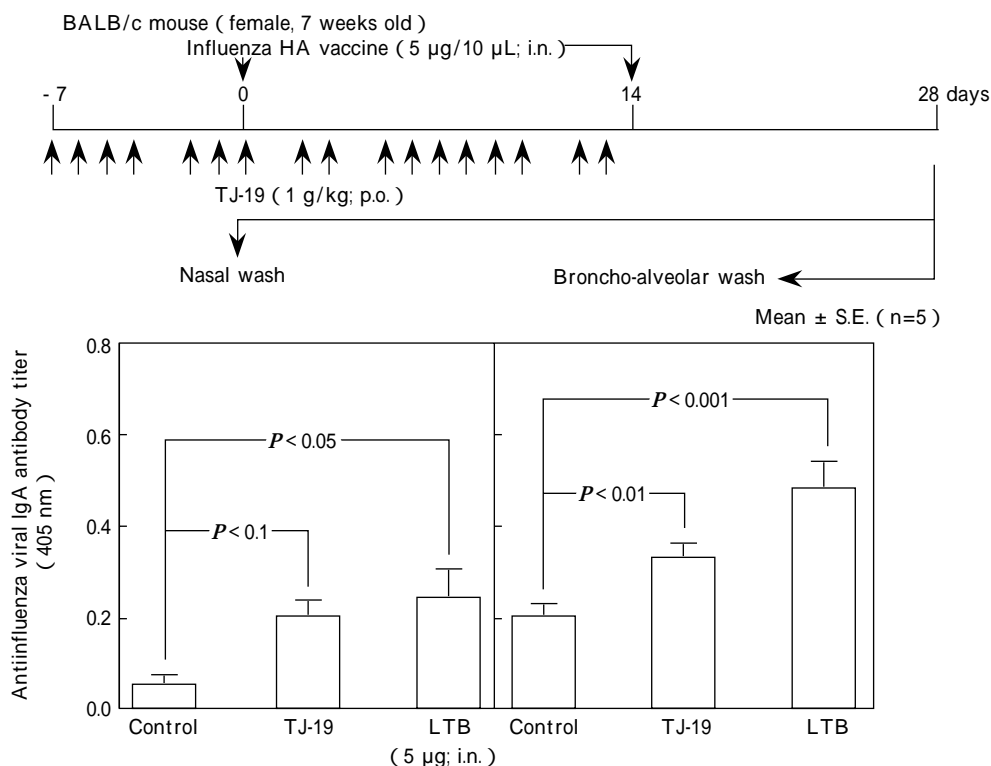 BALB/c mouse ( female, 7 weeks old )
Influenza HA vaccine ( 5 µg/10 µL; i.n. )
- 7 0 14 28 days
TJ-19 ( 1 g/kg; p.o. )
Nasal wash Broncho-alveolar wash
Mean ± S.E. ( n=5 )
Antiinfluenza viral IgA antibody titer
( 405 nm )
0.8
0.6
0.4
0.2
0.0
P < 0.05
P < 0.1
P < 0.001
P < 0.01
Control TJ-19 LTB Control TJ-19 LTB
( 5 µg; i.n. )